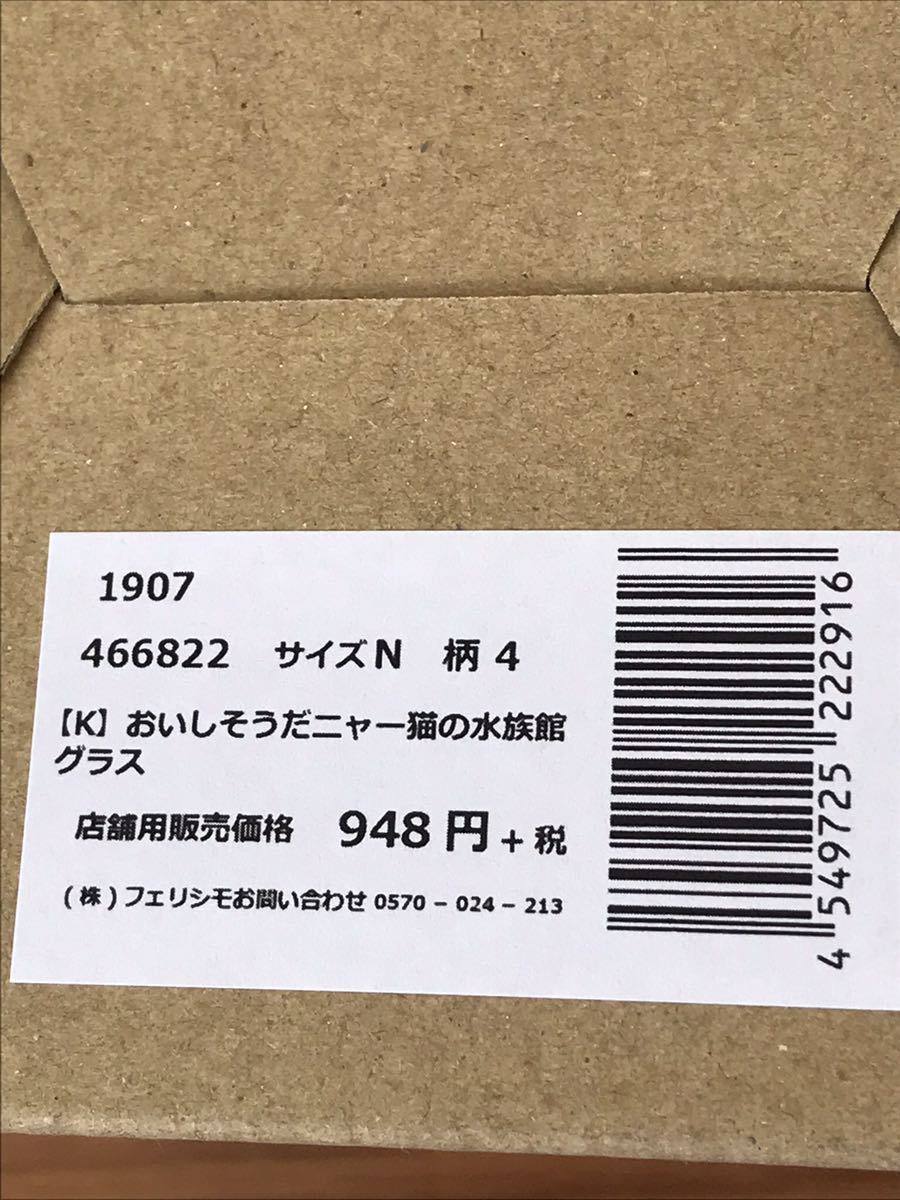 1907
466822 サイズN 柄 4
【K】おいしそうだニャー猫の水族館
グラス
店舗用販売価格 948 円 + 税
(株)フェリシモお問い合わせ 0570 - 024 - 213
4 549725 222916